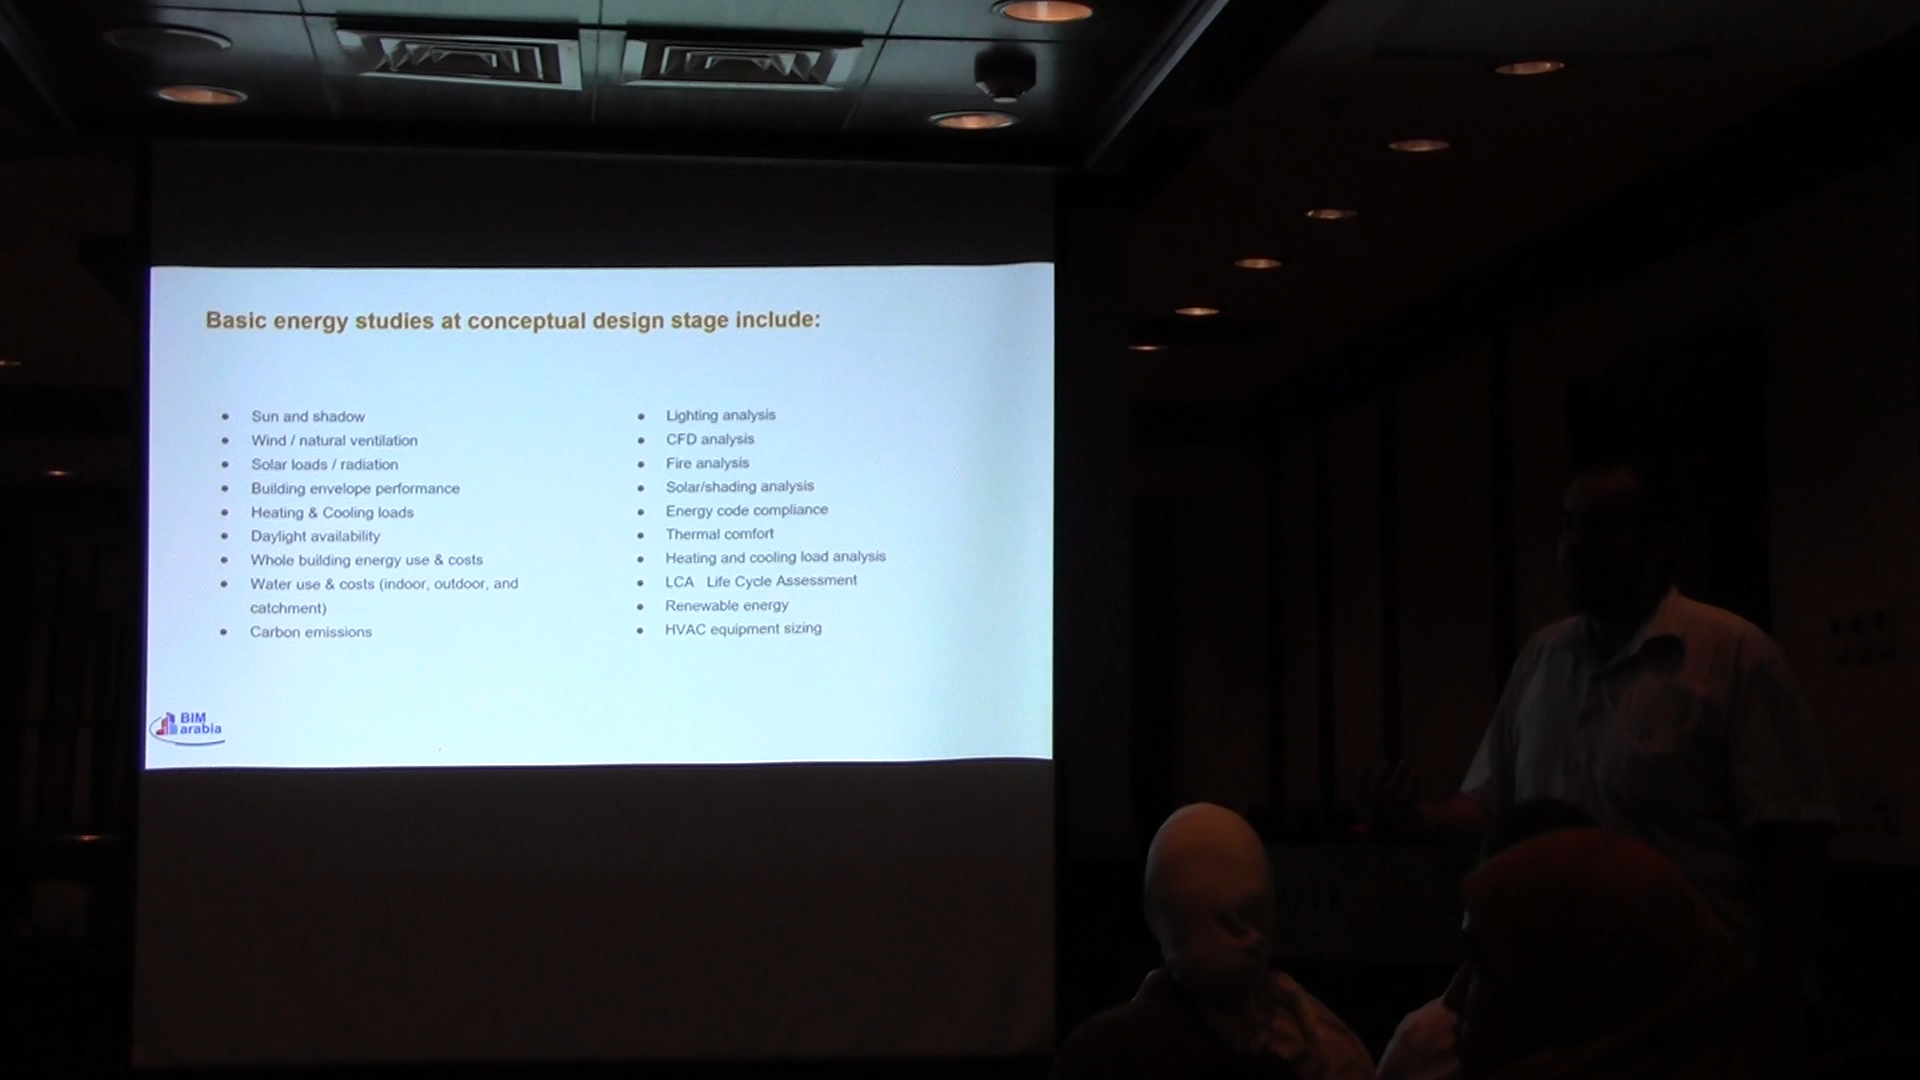 Basic energy studies at conceptual design stage include:
• Sun and shadow
• Wind / natural ventilation
• Solar loads / radiation
• Building envelope performance
• Heating & Cooling loads
• Daylight availability
• Whole building energy use & costs
• Water use & costs (indoor, outdoor, and
catchment)
• Carbon emissions
• Lighting analysis
• CFD analysis
• Fire analysis
• Solar/shading analysis
• Energy code compliance
• Thermal comfort
• Heating and cooling load analysis
• LCA Life Cycle Assessment
• Renewable energy
• HVAC equipment sizing
BIM
arabia